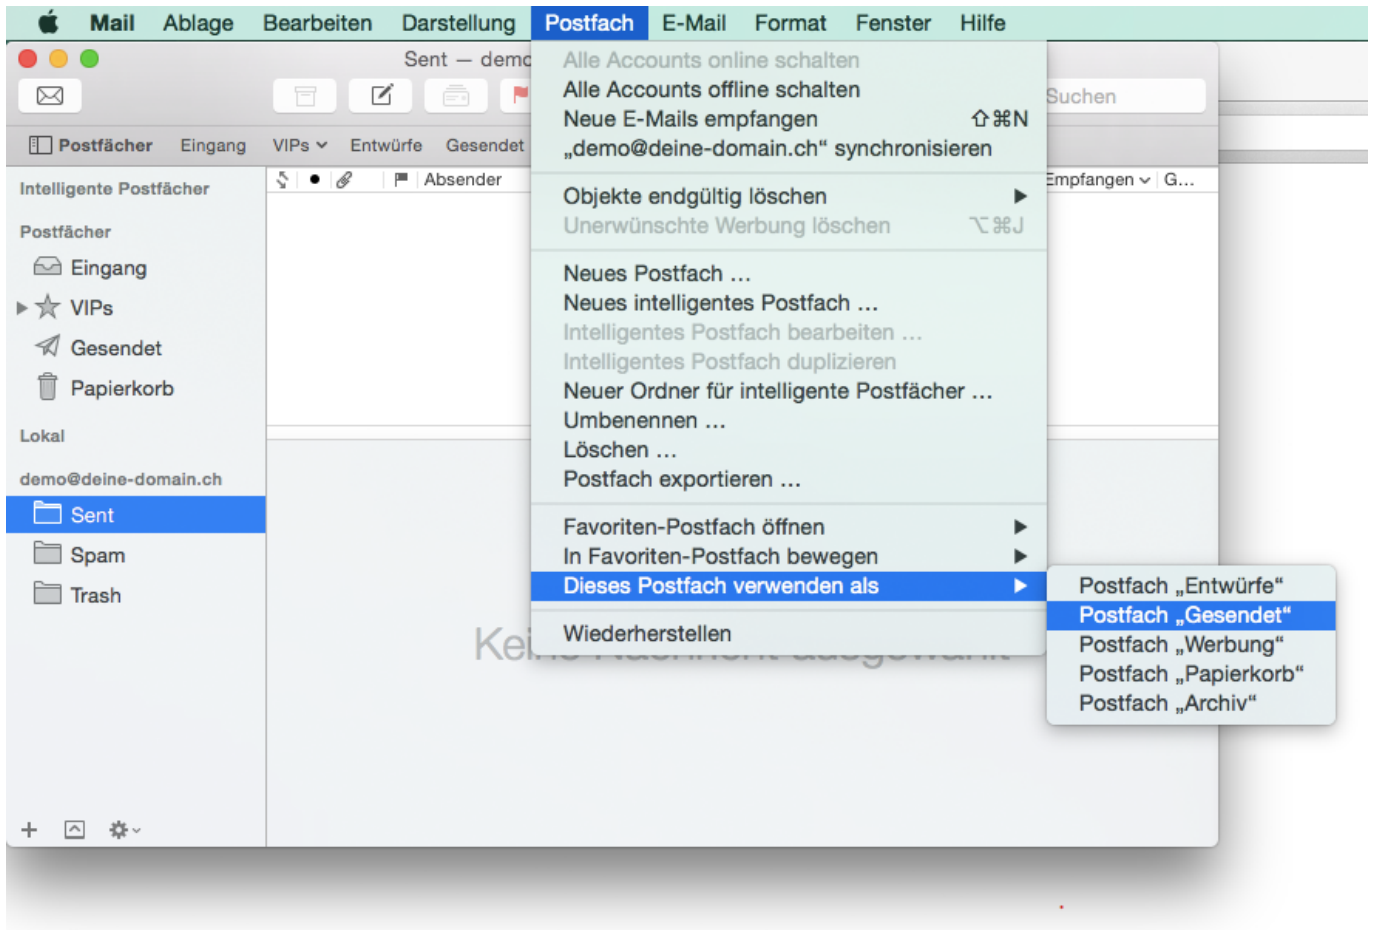 Mail Ablage Bearbeiten Darstellung Postfach E-Mail Format Fenster Hilfe
Sent — demo
Suchen
Postfächer Eingang VIPs Entwürfe Gesendet
Intelligente Postfächer
Postfächer
Eingang
VIPs
Gesendet
Papierkorb
Lokal
demo@deine-domain.ch
Sent
Spam
Trash
Absender
Empfangen G...
Alle Accounts online schalten
Alle Accounts offline schalten
Neue E-Mails empfangen ⇧⌘N
„demo@deine-domain.ch“ synchronisieren
Objekte endgültig löschen
Unerwünschte Werbung löschen ⌥⌘J
Neues Postfach ...
Neues intelligentes Postfach ...
Intelligentes Postfach bearbeiten ...
Intelligentes Postfach duplizieren
Neuer Ordner für intelligente Postfächer ...
Umbenennen ...
Löschen ...
Postfach exportieren ...
Favoriten-Postfach öffnen
In Favoriten-Postfach bewegen
Dieses Postfach verwenden als
Wiederherstellen
Postfach „Entwürfe“
Postfach „Gesendet“
Postfach „Werbung“
Postfach „Papierkorb“
Postfach „Archiv“